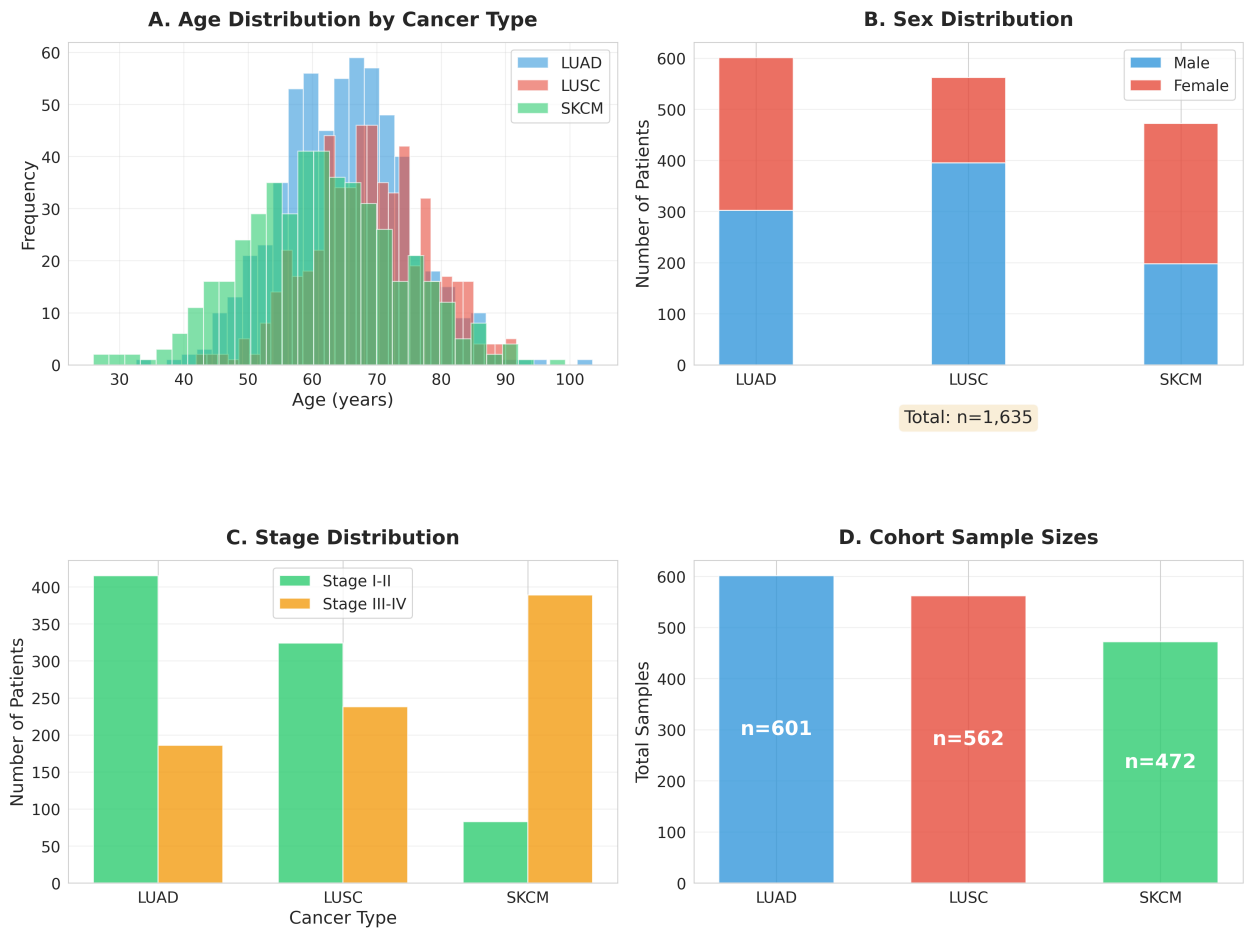 A. Age Distribution by Cancer Type
60
50
40
30
20
10
0
Frequency
30 40 50 60 70 80 90 100
Age (years)
LUAD
LUSC
SKCM
B. Sex Distribution
600
500
400
300
200
100
0
Number of Patients
Male
Female
LUAD LUSC SKCM
Total: n=1,635
C. Stage Distribution
400
350
300
250
200
150
100
50
0
Number of Patients
Stage I-II
Stage III-IV
LUAD LUSC SKCM
Cancer Type
D. Cohort Sample Sizes
600
500
400
300
200
100
0
Total Samples
n=601
n=562
n=472
LUAD LUSC SKCM